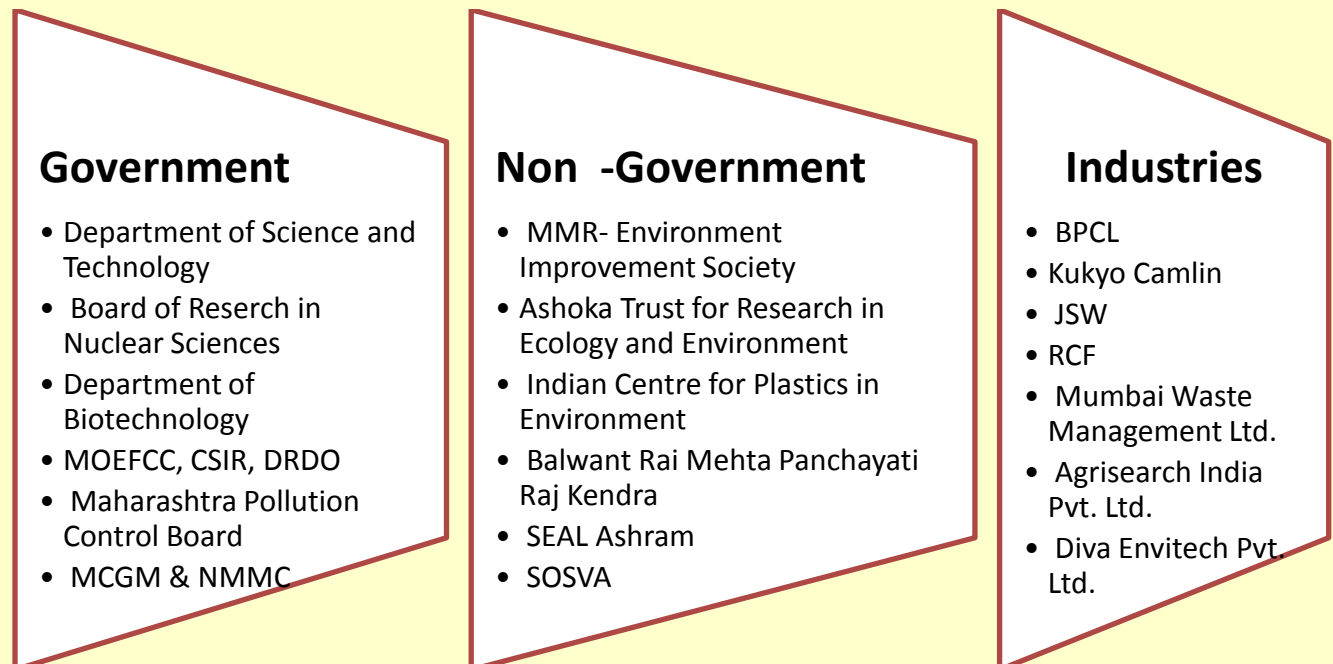 Government
• Department of Science and
Technology
• Board of Reserch in
Nuclear Sciences
• Department of
Biotechnology
• MOEFCC, CSIR, DRDO
• Maharashtra Pollution
Control Board
• MCGM & NMMC
Non -Government
• MMR- Environment
Improvement Society
• Ashoka Trust for Research in
Ecology and Environment
• Indian Centre for Plastics in
Environment
• Balwant Rai Mehta Panchayati
Raj Kendra
• SEAL Ashram
• SOSVA
Industries
• BPCL
• Kukyo Camlin
• JSW
• RCF
• Mumbai Waste
Management Ltd.
• Agrisearch India
Pvt. Ltd.
• Diva Envitech Pvt.
Ltd.